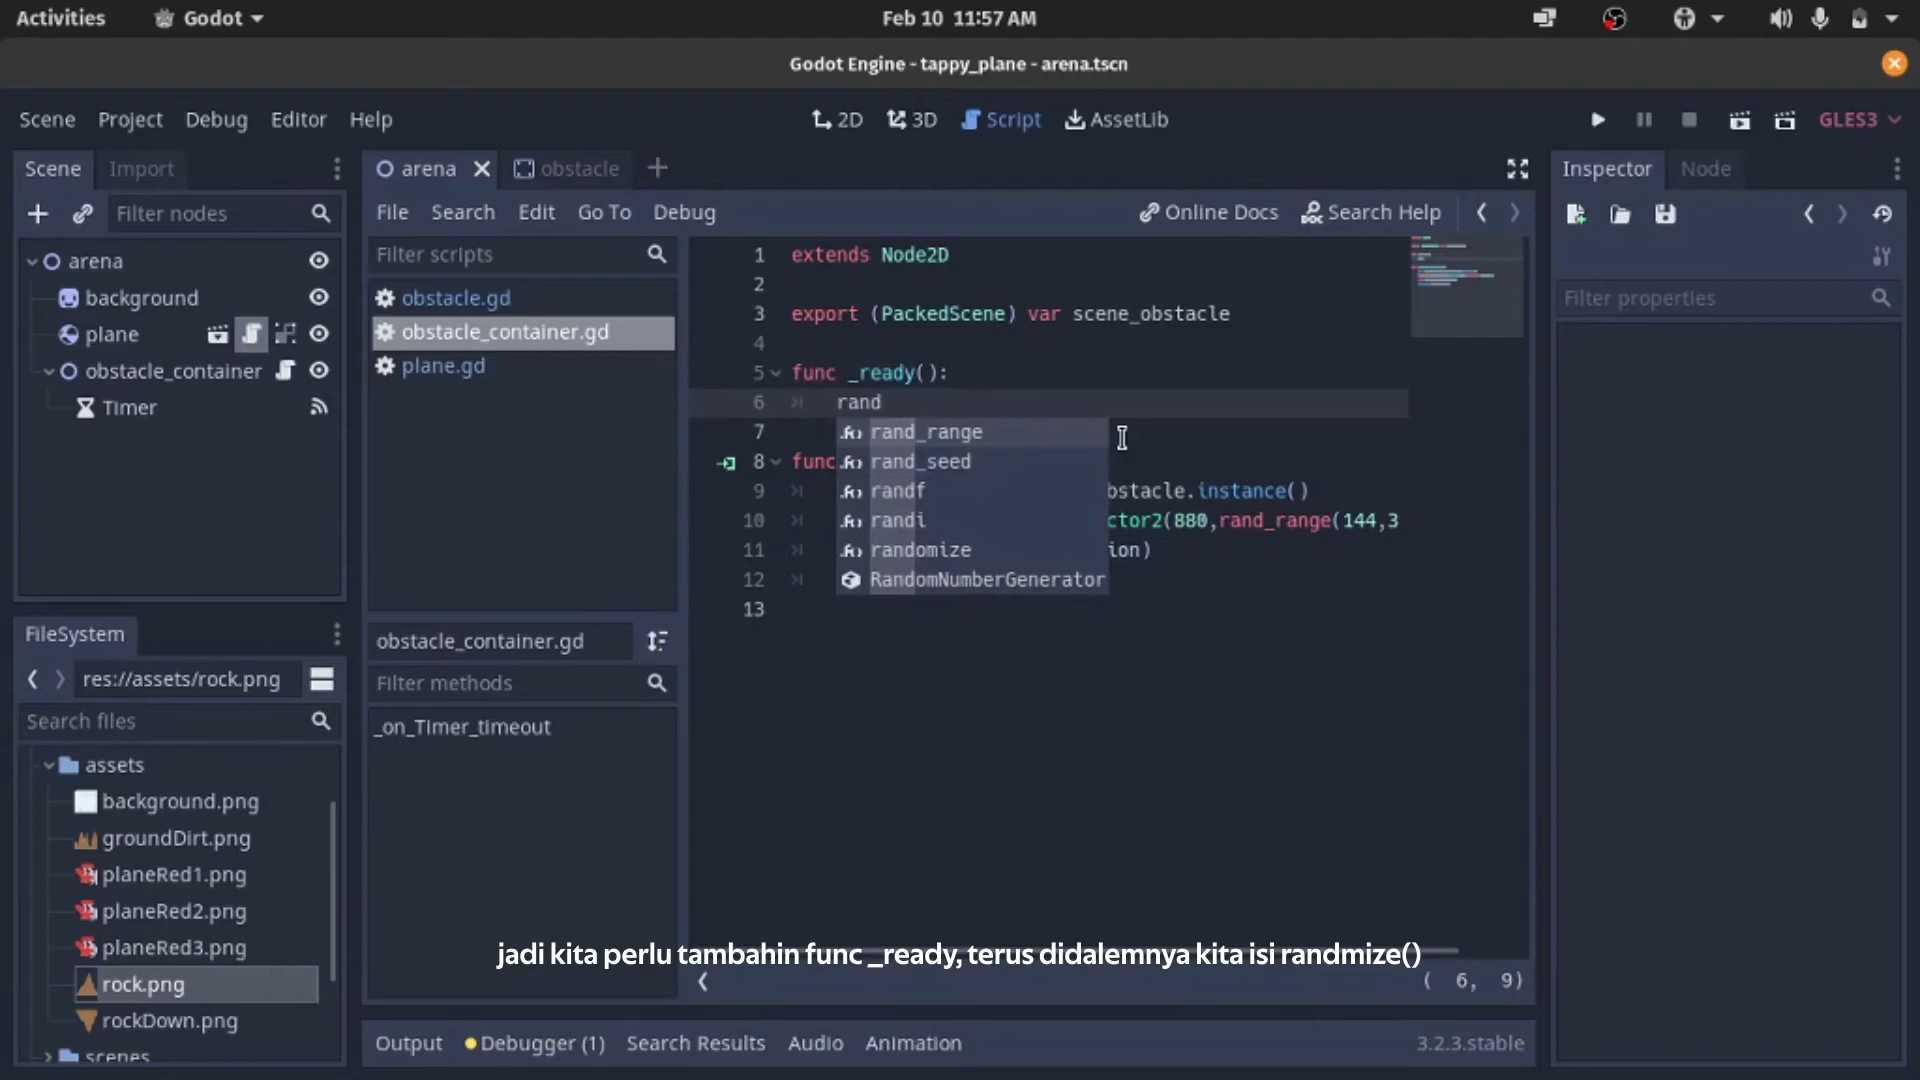 Activities
Godot
Feb 10 11:57 AM
Godot Engine - tappy_plane - arena.tscn
Scene Project Debug Editor Help
2D 3D Script AssetLib
GLES3
Scene Import
arena
obstacle
Inspector Node
Filter nodes
File Search Edit Go To Debug
Online Docs Search Help
arena
background
plane
obstacle_container
Timer
Filter scripts
obstacle.gd
obstacle_container.gd
plane.gd
1 extends Node2D
2
3 export (PackedScene) var scene_obstacle
4
5 func _ready():
6 rand
7
8 func
9 bstacle.instance()
10 ctor2(880,rand_range(144,3
11 ion)
12
13
rand_range
rand_seed
randf
randi
randomize
RandomNumberGenerator
Filter properties
FileSystem
res://assets/rock.png
Search files
assets
background.png
groundDirt.png
planeRed1.png
planeRed2.png
planeRed3.png
rock.png
rockDown.png
scenes
obstacle_container.gd
Filter methods
_on_Timer_timeout
jadi kita perlu tambahin func _ready, terus didalemnya kita isi randmize()
( 6, 9)
Output Debugger (1) Search Results Audio Animation
3.2.3.stable